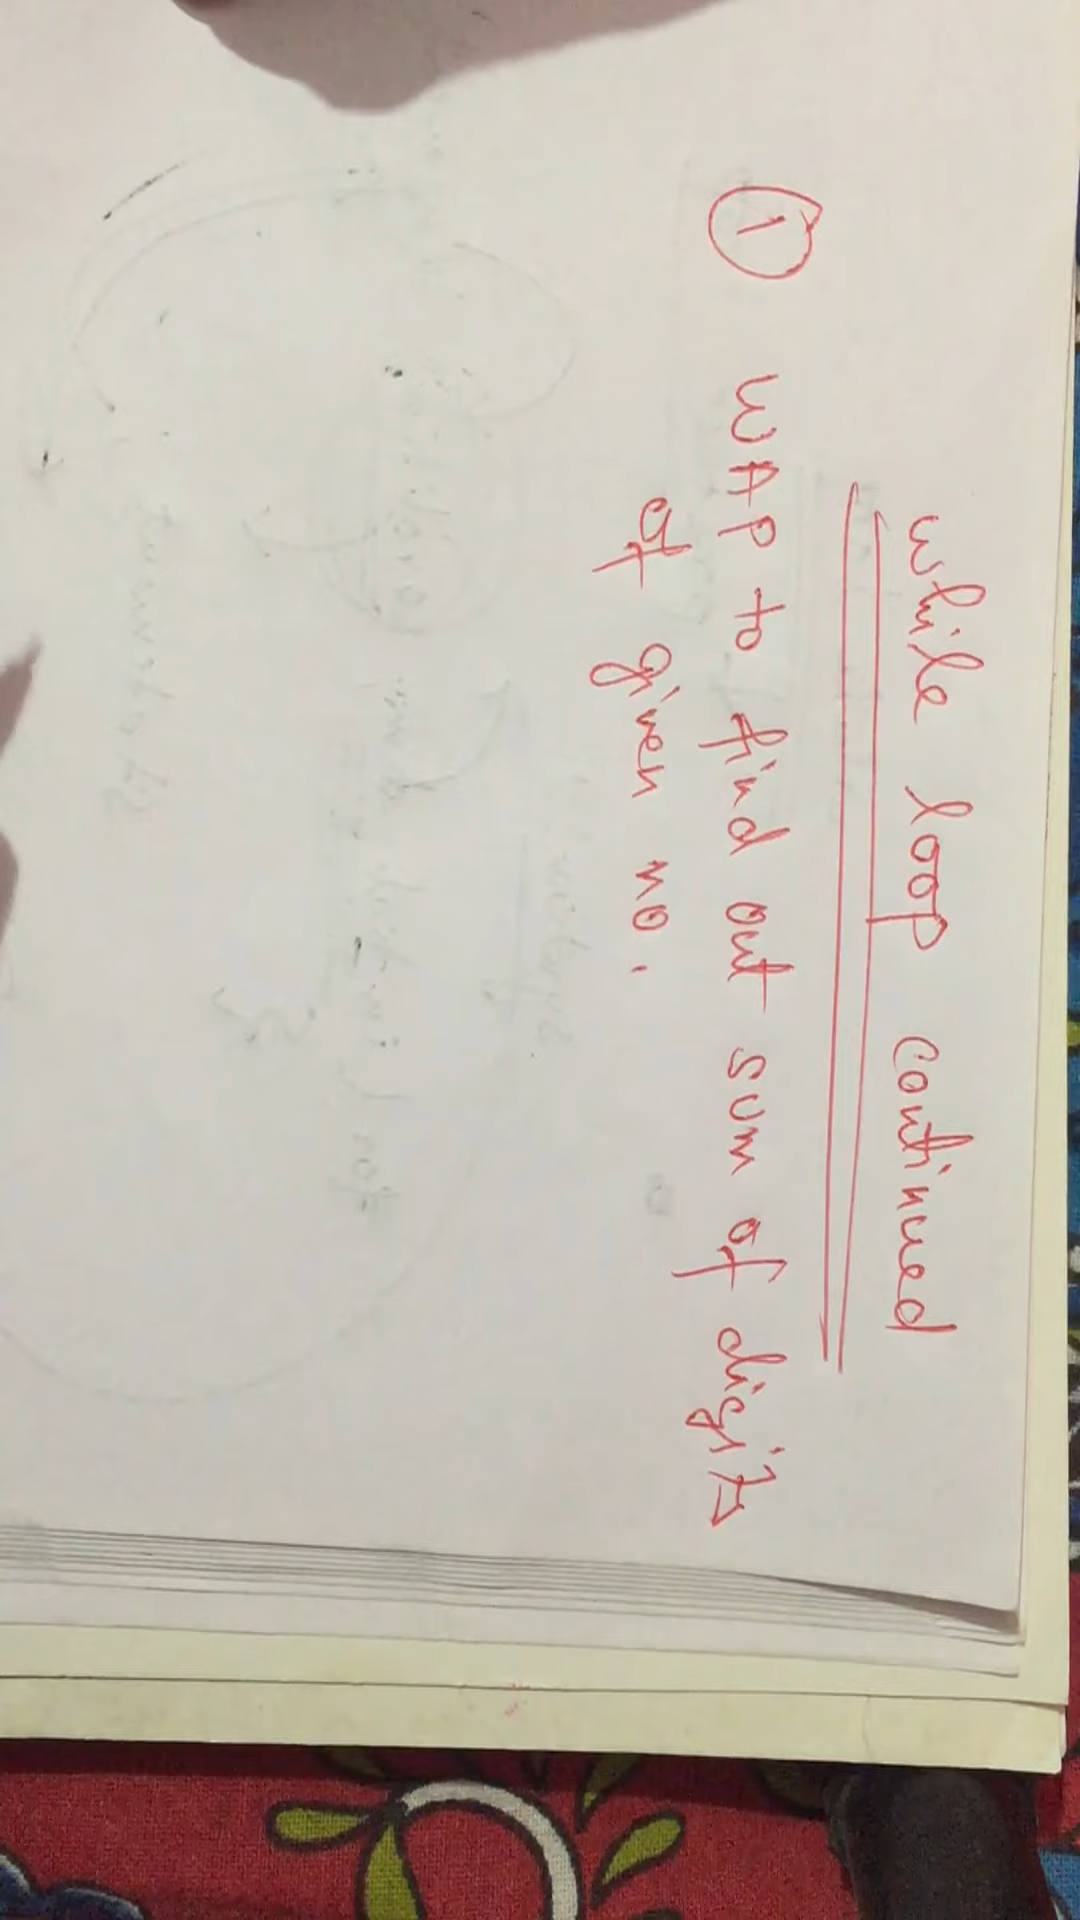 while loop continued
① WAP to find out sum of digits
of given no.